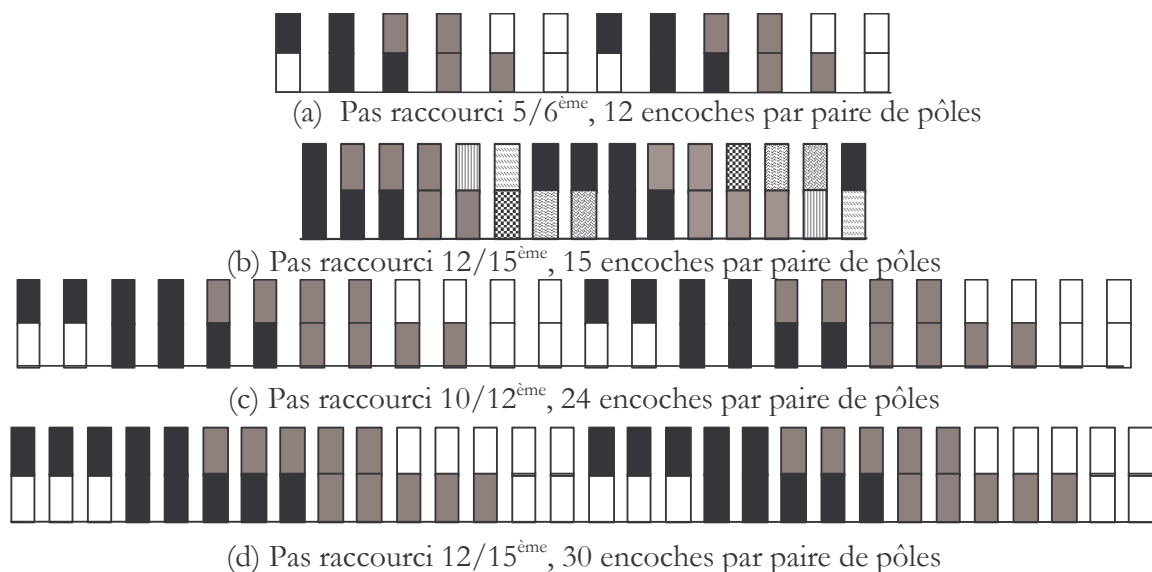 (a) Pas raccourci 5/6ème, 12 encoches par paire de pôles
(b) Pas raccourci 12/15ème, 15 encoches par paire de pôles
(c) Pas raccourci 10/12ème, 24 encoches par paire de pôles
(d) Pas raccourci 12/15ème, 30 encoches par paire de pôles